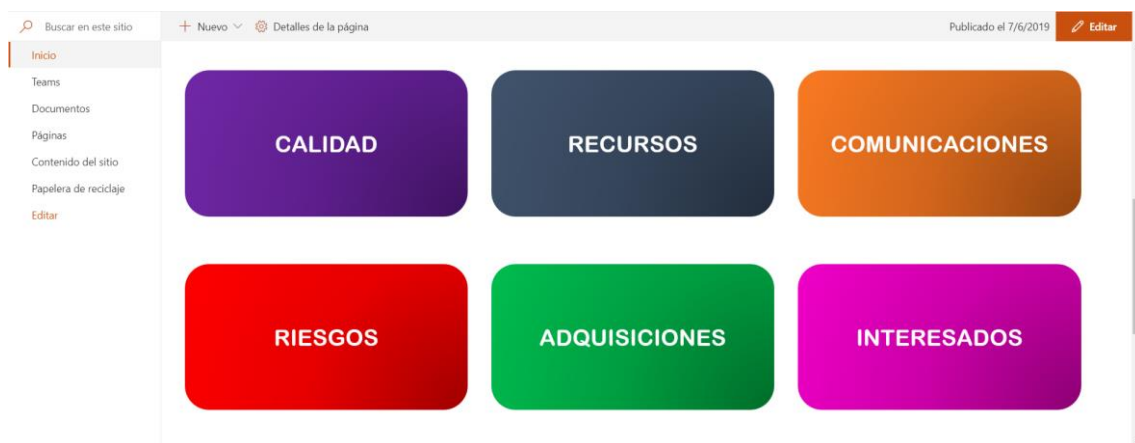 Buscar en este sitio
Nuevo
Detalles de la página
Publicado el 7/6/2019
Editar
Inicio
Teams
Documentos
Páginas
Contenido del sitio
Papelera de reciclaje
Editar
CALIDAD
RECURSOS
COMUNICACIONES
RIESGOS
ADQUISICIONES
INTERESADOS